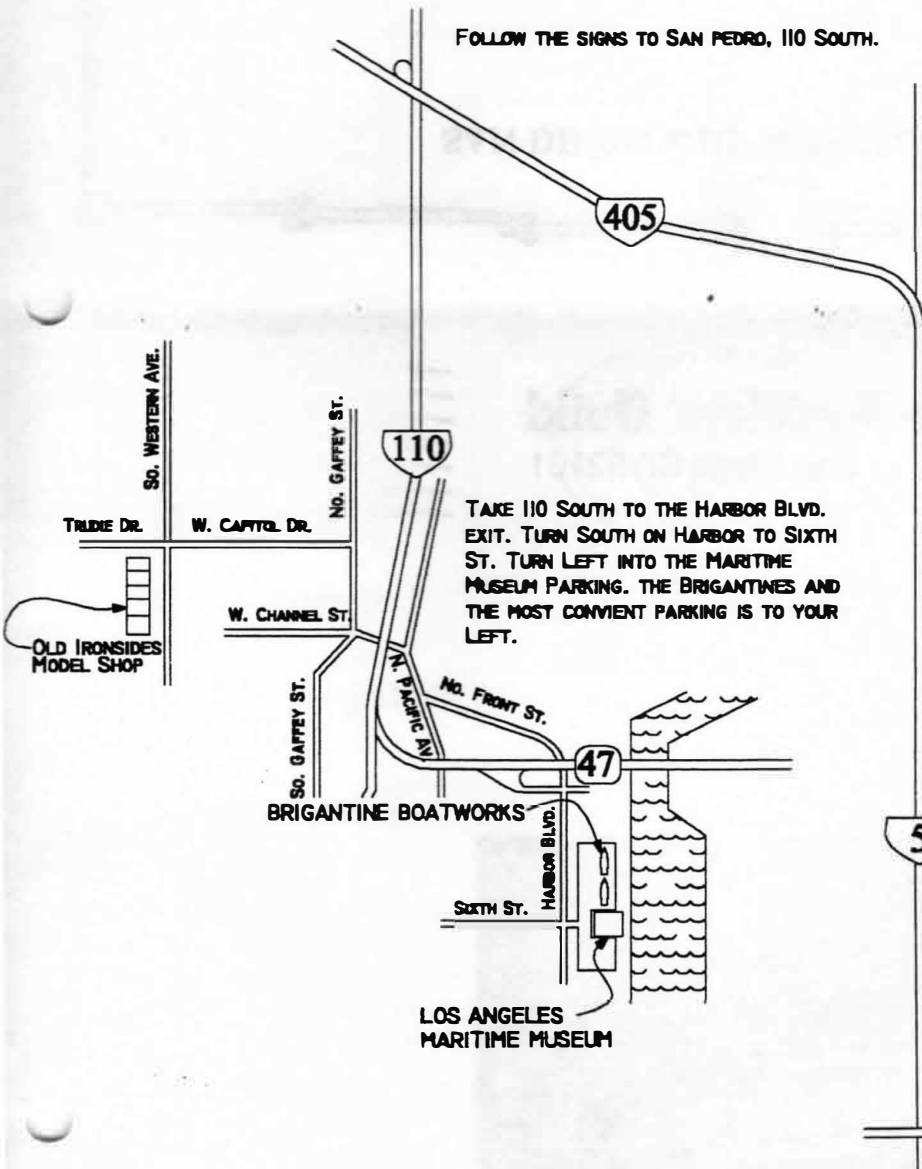 FOLLOW THE SIGNS TO SAN PEDRO, 110 SOUTH.
405
SO. WESTERN AVE.
NO. GAFFEY ST.
110
TRUDIE DR.
W. CAPITOL DR.
TAKE 110 SOUTH TO THE HARBOR BLVD.
EXIT. TURN SOUTH ON HARBOR TO SIXTH
ST. TURN LEFT INTO THE MARITIME
MUSEUM PARKING. THE BRIGANTINES AND
THE MOST CONVIENT PARKING IS TO YOUR
LEFT.
W. CHANNEL ST.
OLD IRONSIDES
MODEL SHOP
SO. GAFFEY ST.
N. PACIFIC AV
NO. FRONT ST.
47
BRIGANTINE BOATWORKS
HARBOR BLVD.
5
SIXTH ST.
LOS ANGELES
MARITIME MUSEUM